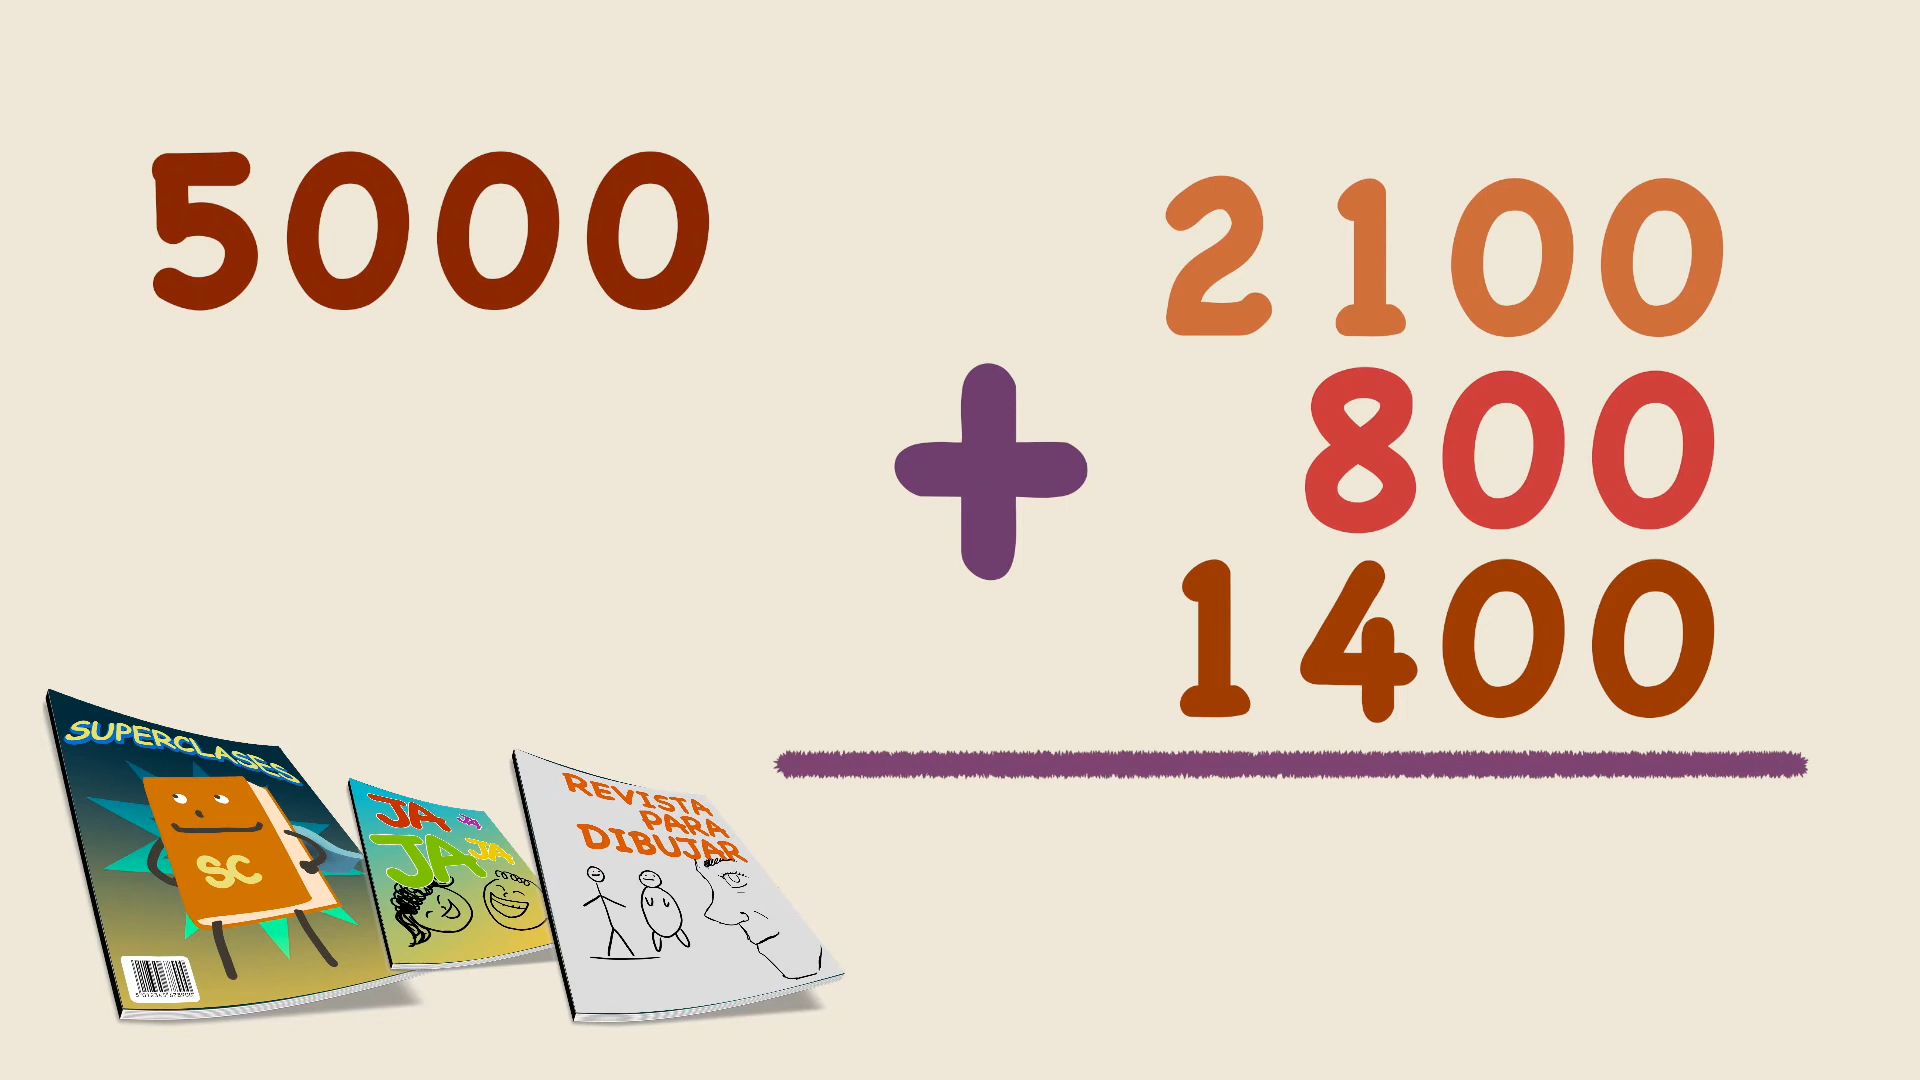 5000
2100
+
800
1400
SUPERCLASES
SC
JA
JA
JA
JA
REVISTA
PARA
DIBUJAR